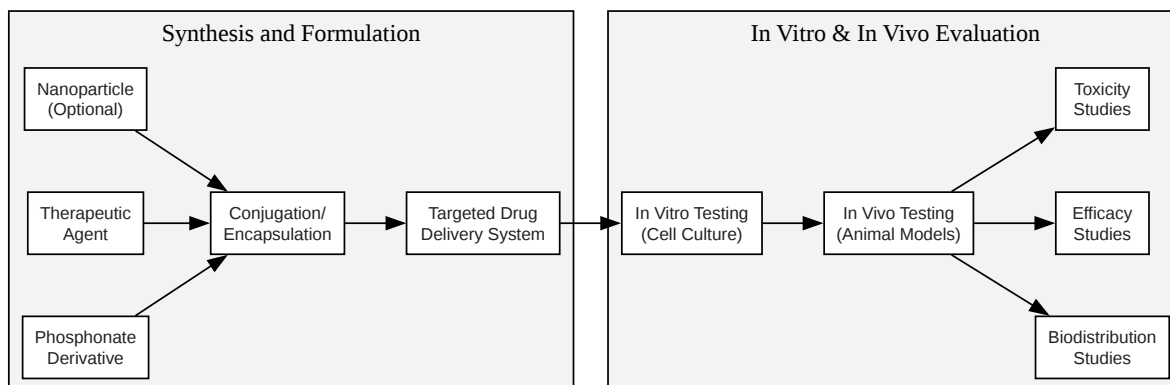 Synthesis and Formulation
Nanoparticle
(Optional)
Therapeutic
Agent
Phosphonate
Derivative
Conjugation/
Encapsulation
Targeted Drug
Delivery System
In Vitro & In Vivo Evaluation
In Vitro Testing
(Cell Culture)
In Vivo Testing
(Animal Models)
Toxicity
Studies
Efficacy
Studies
Biodistribution
Studies